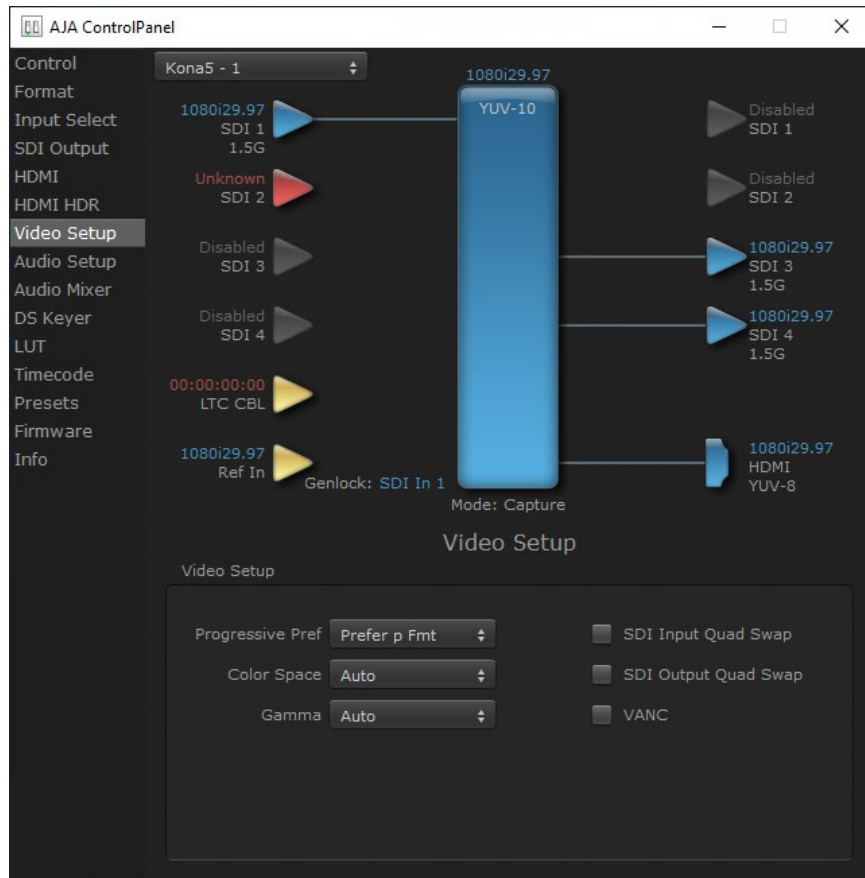 AJA ControlPanel
Control
Format
Input Select
SDI Output
HDMI
HDMI HDR
Video Setup
Audio Setup
Audio Mixer
DS Keyer
LUT
Timecode
Presets
Firmware
Info
Kona5 - 1
1080i29.97
YUV-10
1080i29.97
SDI 1
1.5G
Unknown
SDI 2
Disabled
SDI 3
Disabled
SDI 4
00:00:00:00
LTC CBL
1080i29.97
Ref In
Genlock: SDI In 1
Mode: Capture
Disabled
SDI 1
Disabled
SDI 2
1080i29.97
SDI 3
1.5G
1080i29.97
SDI 4
1.5G
1080i29.97
HDMI
YUV-8
Video Setup
Video Setup
Progressive Pref Prefer p Fmt
Color Space Auto
Gamma Auto
SDI Input Quad Swap
SDI Output Quad Swap
VANC